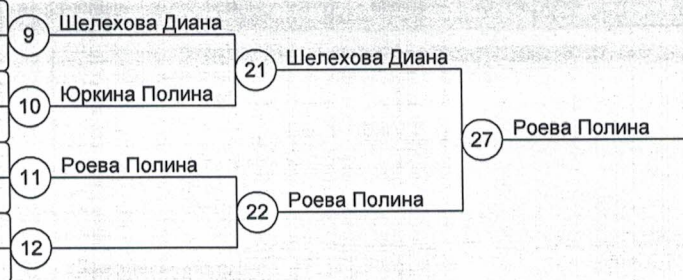 9 Шелехова Диана
21 Шелехова Диана
10 Юркина Полина
27 Роева Полина
11 Роева Полина
22 Роева Полина
12